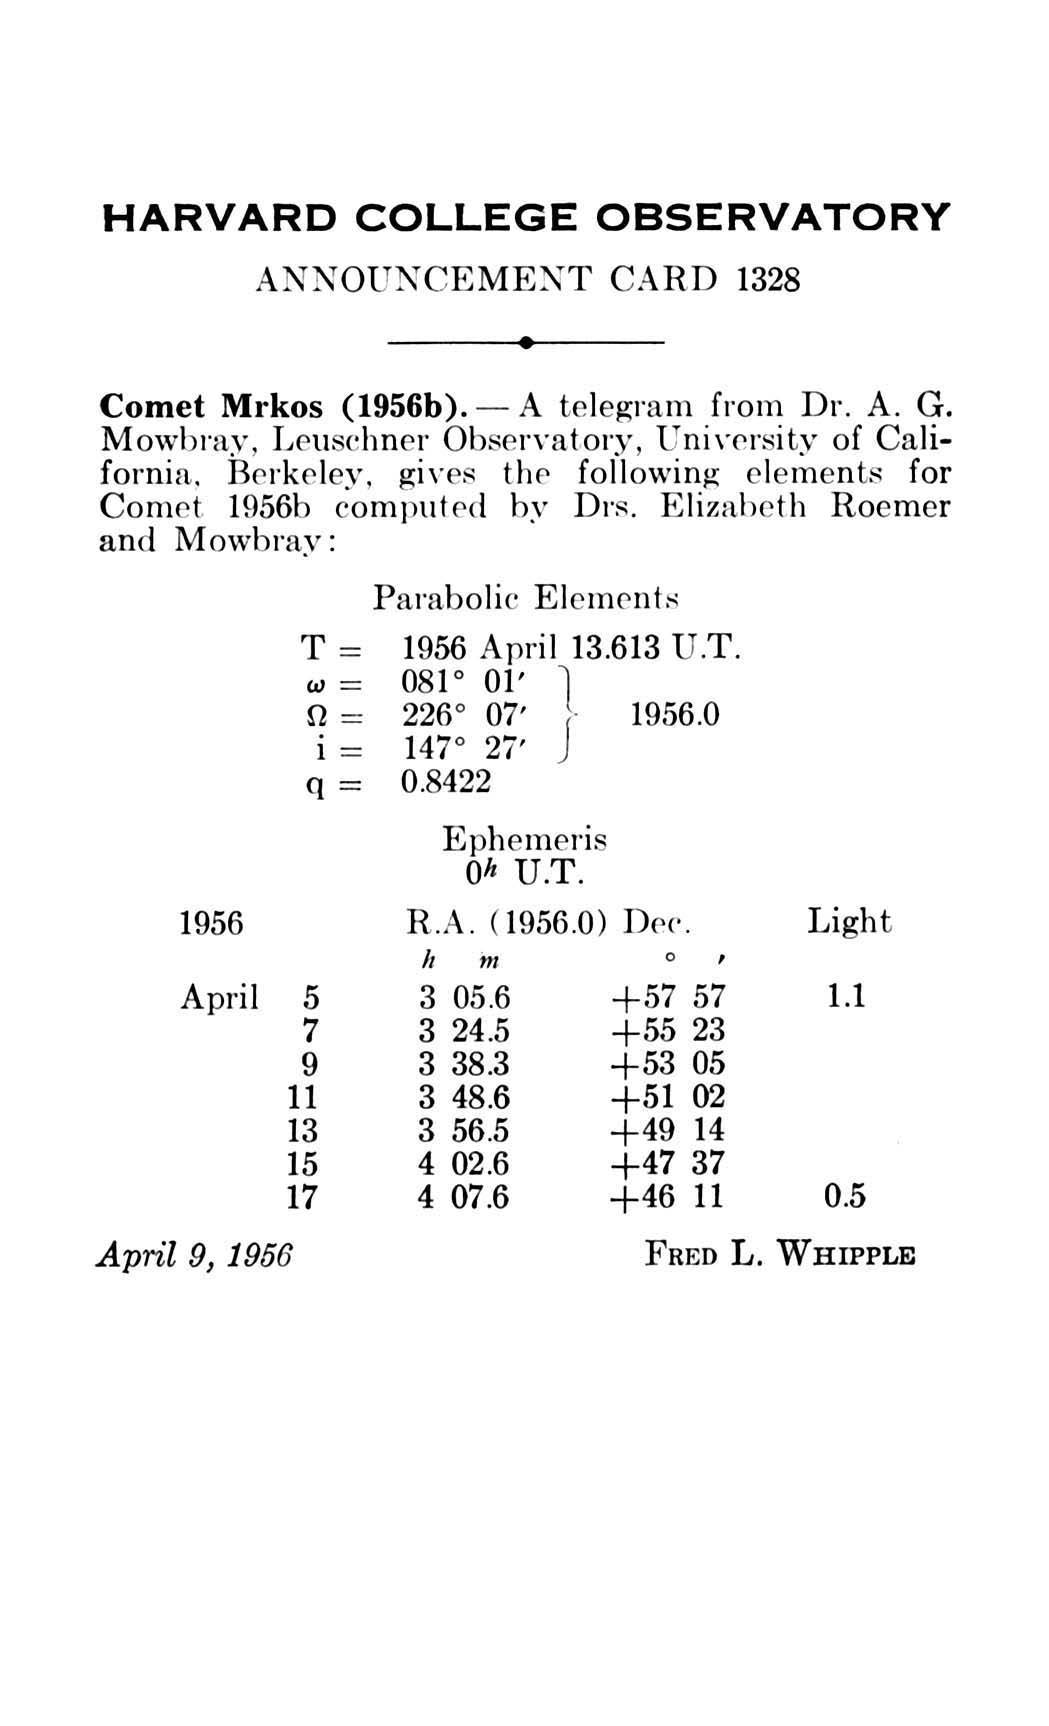 HARVARD COLLEGE OBSERVATORY
ANNOUNCEMENT CARD 1328
Comet Mrkos (1956b). — A telegram from Dr. A. G.
Mowbray, Leuschner Observatory, University of Cali-
fornia, Berkeley, gives the following elements for
Comet 1956b computed by Drs. Elizabeth Roemer
and Mowbray:
Parabolic Elements
T = 1956 April 13.613 U.T.
ω = 081° 01′
Ω = 226° 07′ } 1956.0
i = 147° 27′
q = 0.8422
Ephemeris
0h U.T.
1956 R.A. (1956.0) Dec. Light
h m ° ′
April 5 3 05.6 +57 57 1.1
7 3 24.5 +55 23
9 3 38.3 +53 05
11 3 48.6 +51 02
13 3 56.5 +49 14
15 4 02.6 +47 37
17 4 07.6 +46 11 0.5
April 9, 1956 FRED L. WHIPPLE